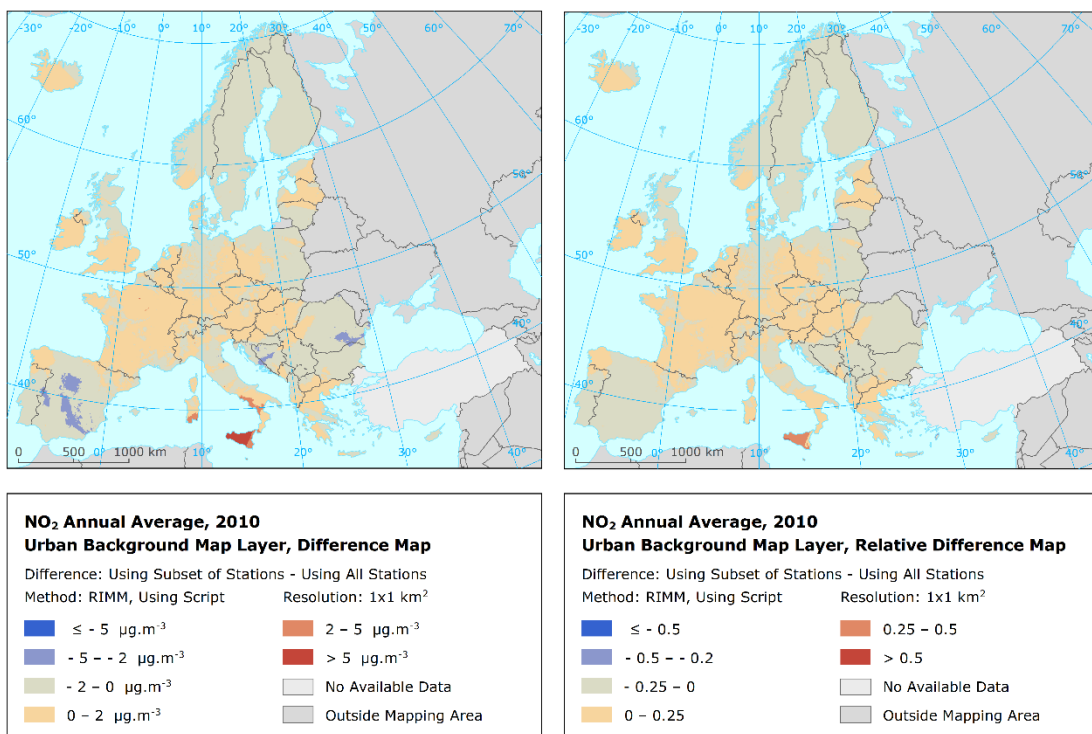 -30° -20° -10° 0° 10° 20° 30° 40° 50° 60° 70°
60°
50°
40°
60°
50°
40°
0 500 1000 km
-10° 0° 10° 20° 30°
-30° -20° -10° 0° 10° 20° 30° 40° 50° 60° 70°
60°
50°
40°
60°
50°
40°
0 500 1000 km
0° 10° 20° 30°
NO₂ Annual Average, 2010
Urban Background Map Layer, Difference Map
Difference: Using Subset of Stations - Using All Stations
Method: RIMM, Using Script Resolution: 1x1 km²
≤ - 5 µg.m⁻³ 2 – 5 µg.m⁻³
- 5 – - 2 µg.m⁻³ > 5 µg.m⁻³
- 2 – 0 µg.m⁻³ No Available Data
0 – 2 µg.m⁻³ Outside Mapping Area
NO₂ Annual Average, 2010
Urban Background Map Layer, Relative Difference Map
Difference: Using Subset of Stations - Using All Stations
Method: RIMM, Using Script Resolution: 1x1 km²
≤ - 0.5 0.25 – 0.5
- 0.5 – - 0.2 > 0.5
- 0.25 – 0 No Available Data
0 – 0.25 Outside Mapping Area